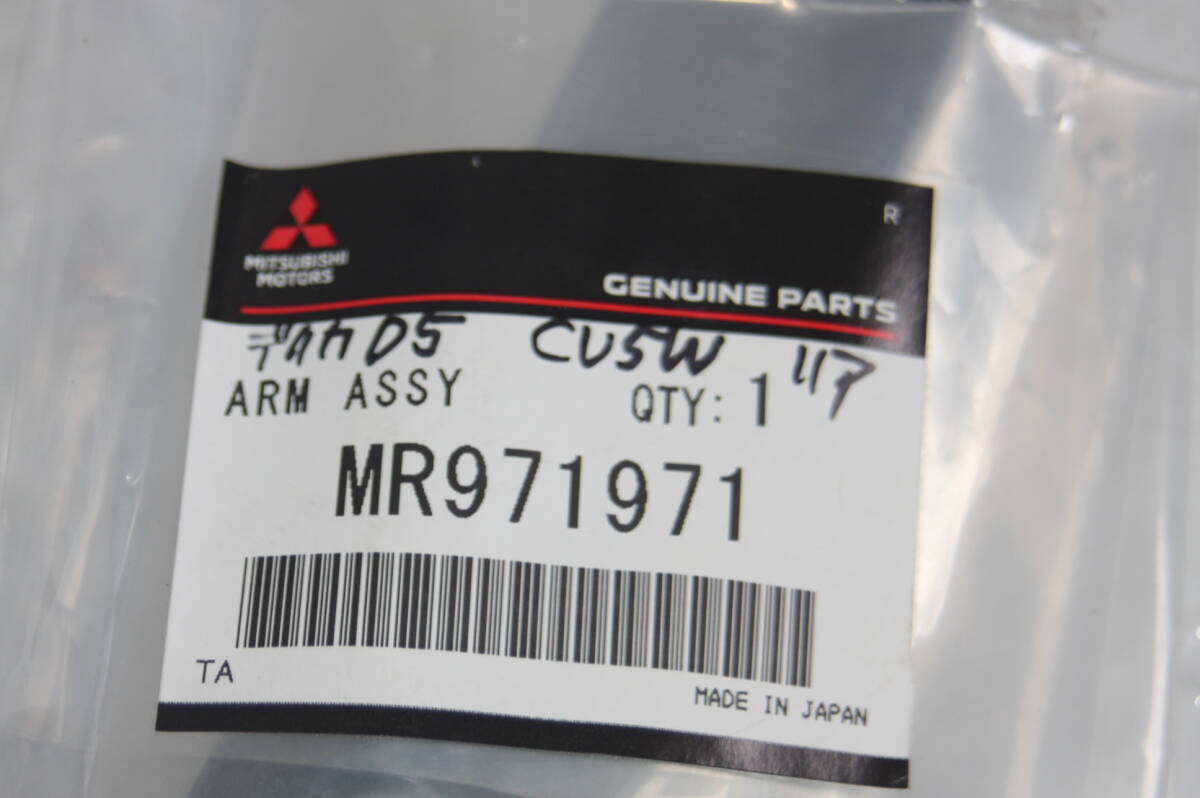 R
MITSUBISHI
MOTORS
GENUINE PARTS
デリカD5 CV5W
ARM ASSY QTY: 1
MR971971
TA
MADE IN JAPAN